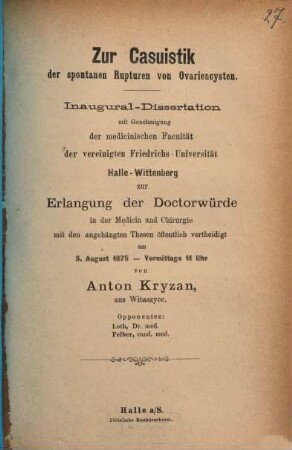 27.
Zur Casuistik
der spontanen Rupturen von Ovariencysten.
Inaugural-Dissertation
mit Genehmigung
der medicinischen Facultät
der vereinigten Friedrichs-Universität
Halle-Wittenberg
zur
Erlangung der Doctorwürde
in der Medicin und Chirurgie
mit den angehängten Thesen öffentlich vertheidigt
am
5. August 1875 — Vormittags 11 Uhr
von
Anton Kryzan,
aus Witaszyce.
Opponenten:
Loth, Dr. med.
Felber, cand. med.
Halle a/S.
Plötz'sche Buchdruckerei.